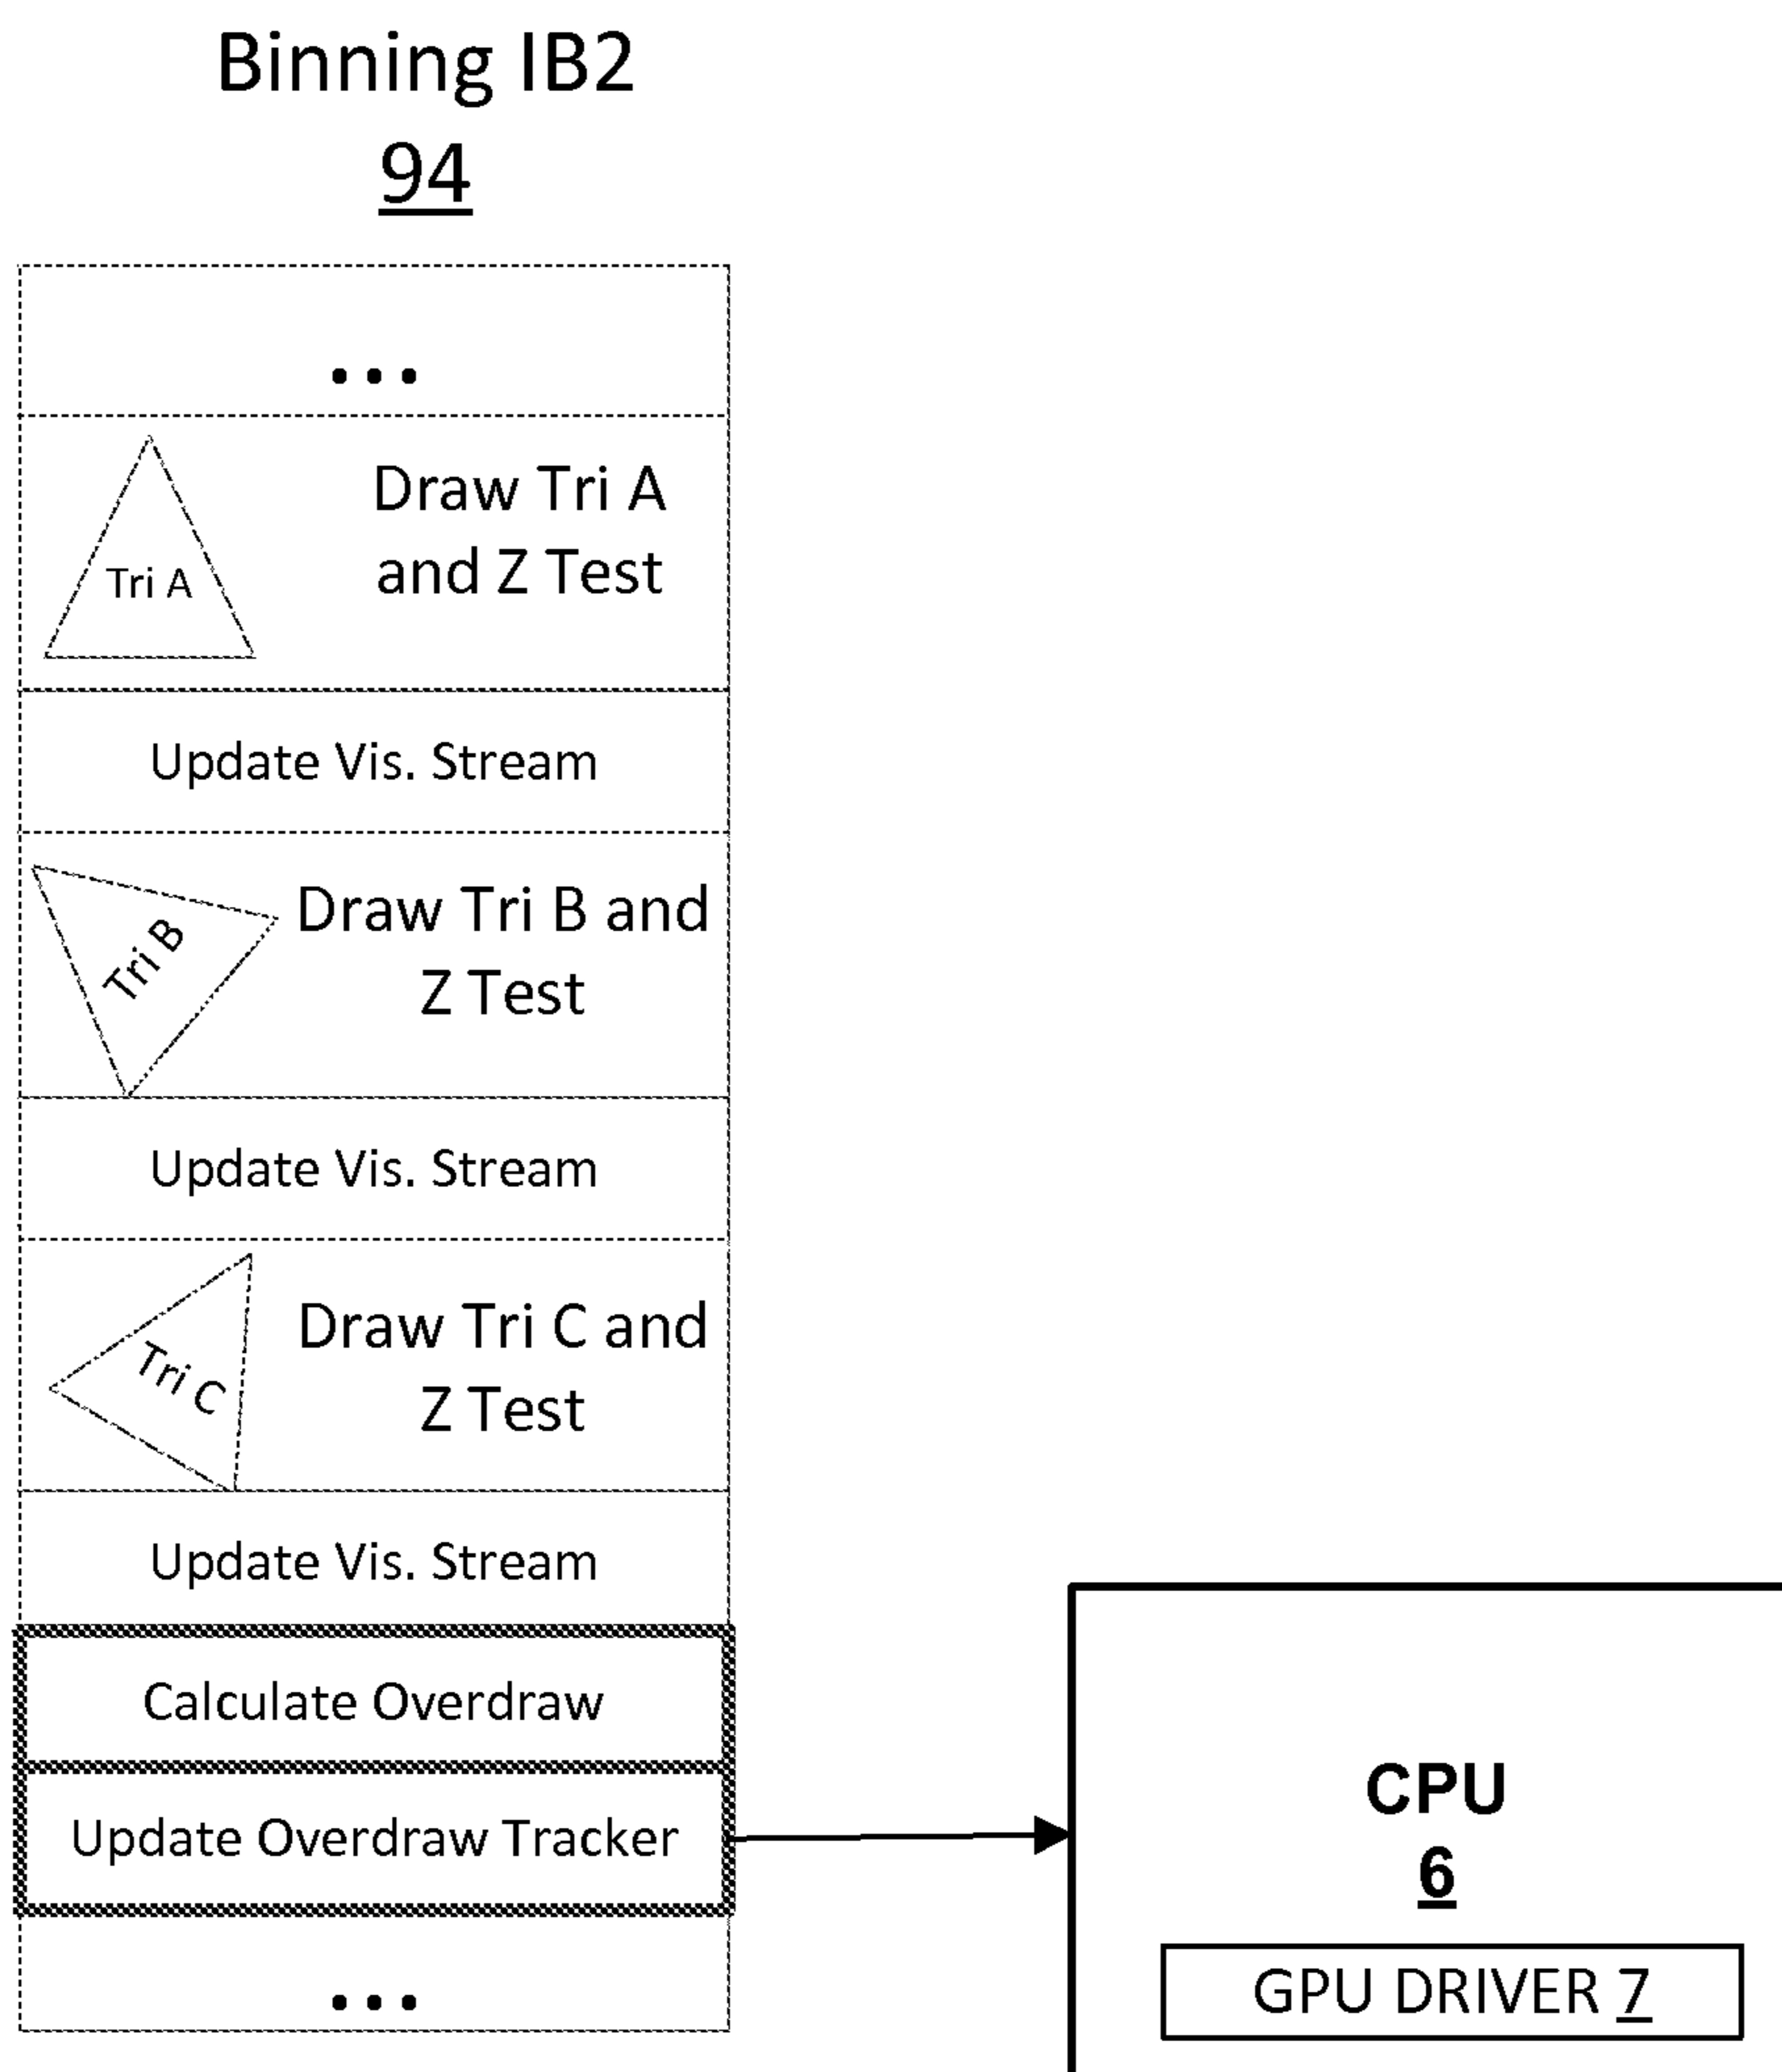 Binning IB2
94
...
Tri A
Draw Tri A
and Z Test
Update Vis. Stream
Tri B
Draw Tri B and
Z Test
Update Vis. Stream
Tri C
Draw Tri C and
Z Test
Update Vis. Stream
Calculate Overdraw
Update Overdraw Tracker
...
CPU
6
GPU DRIVER 7